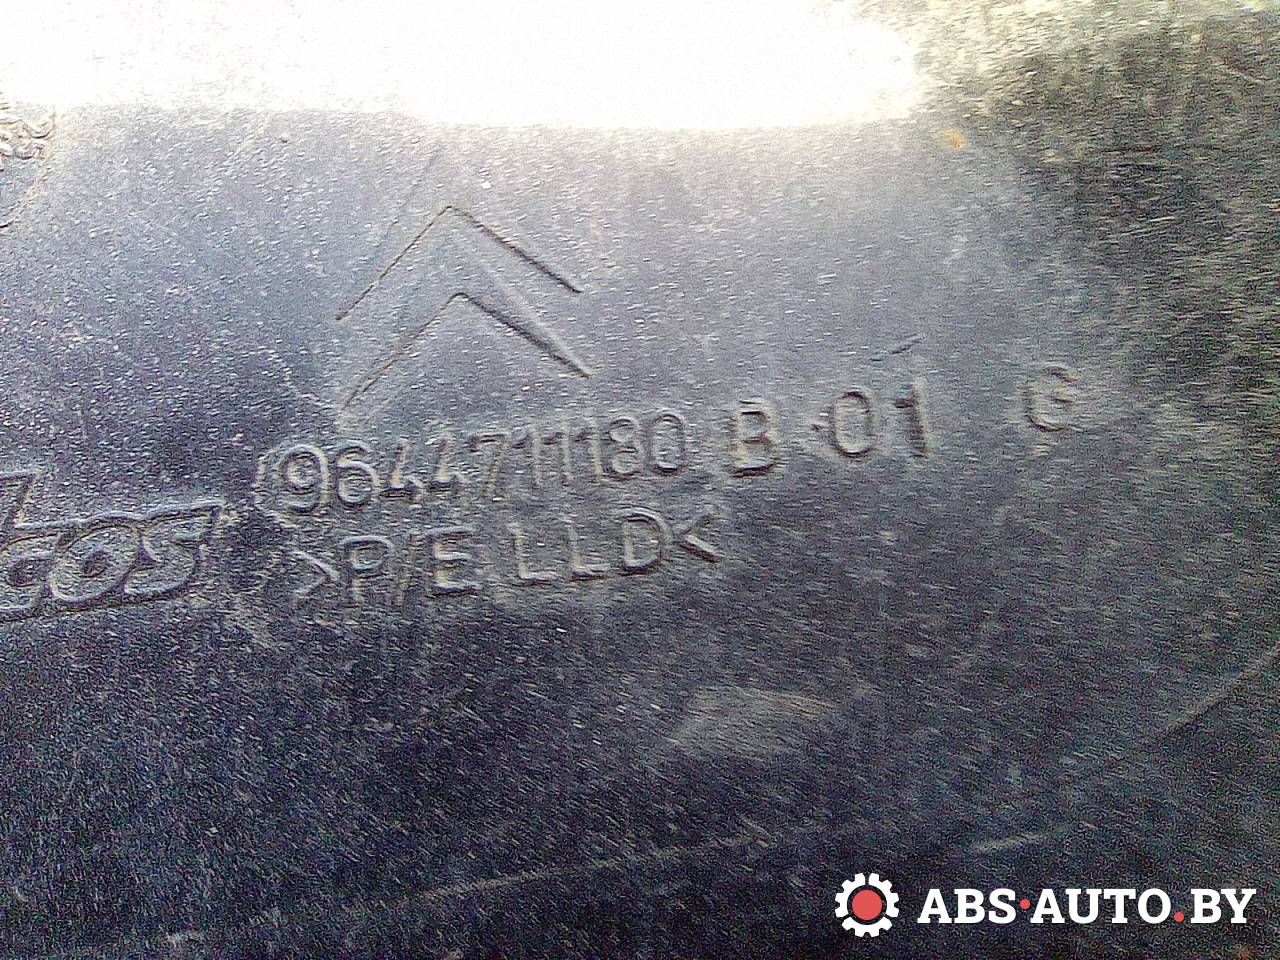 9644711180 B 01 G
>P/E LLD<
ABS·AUTO.BY